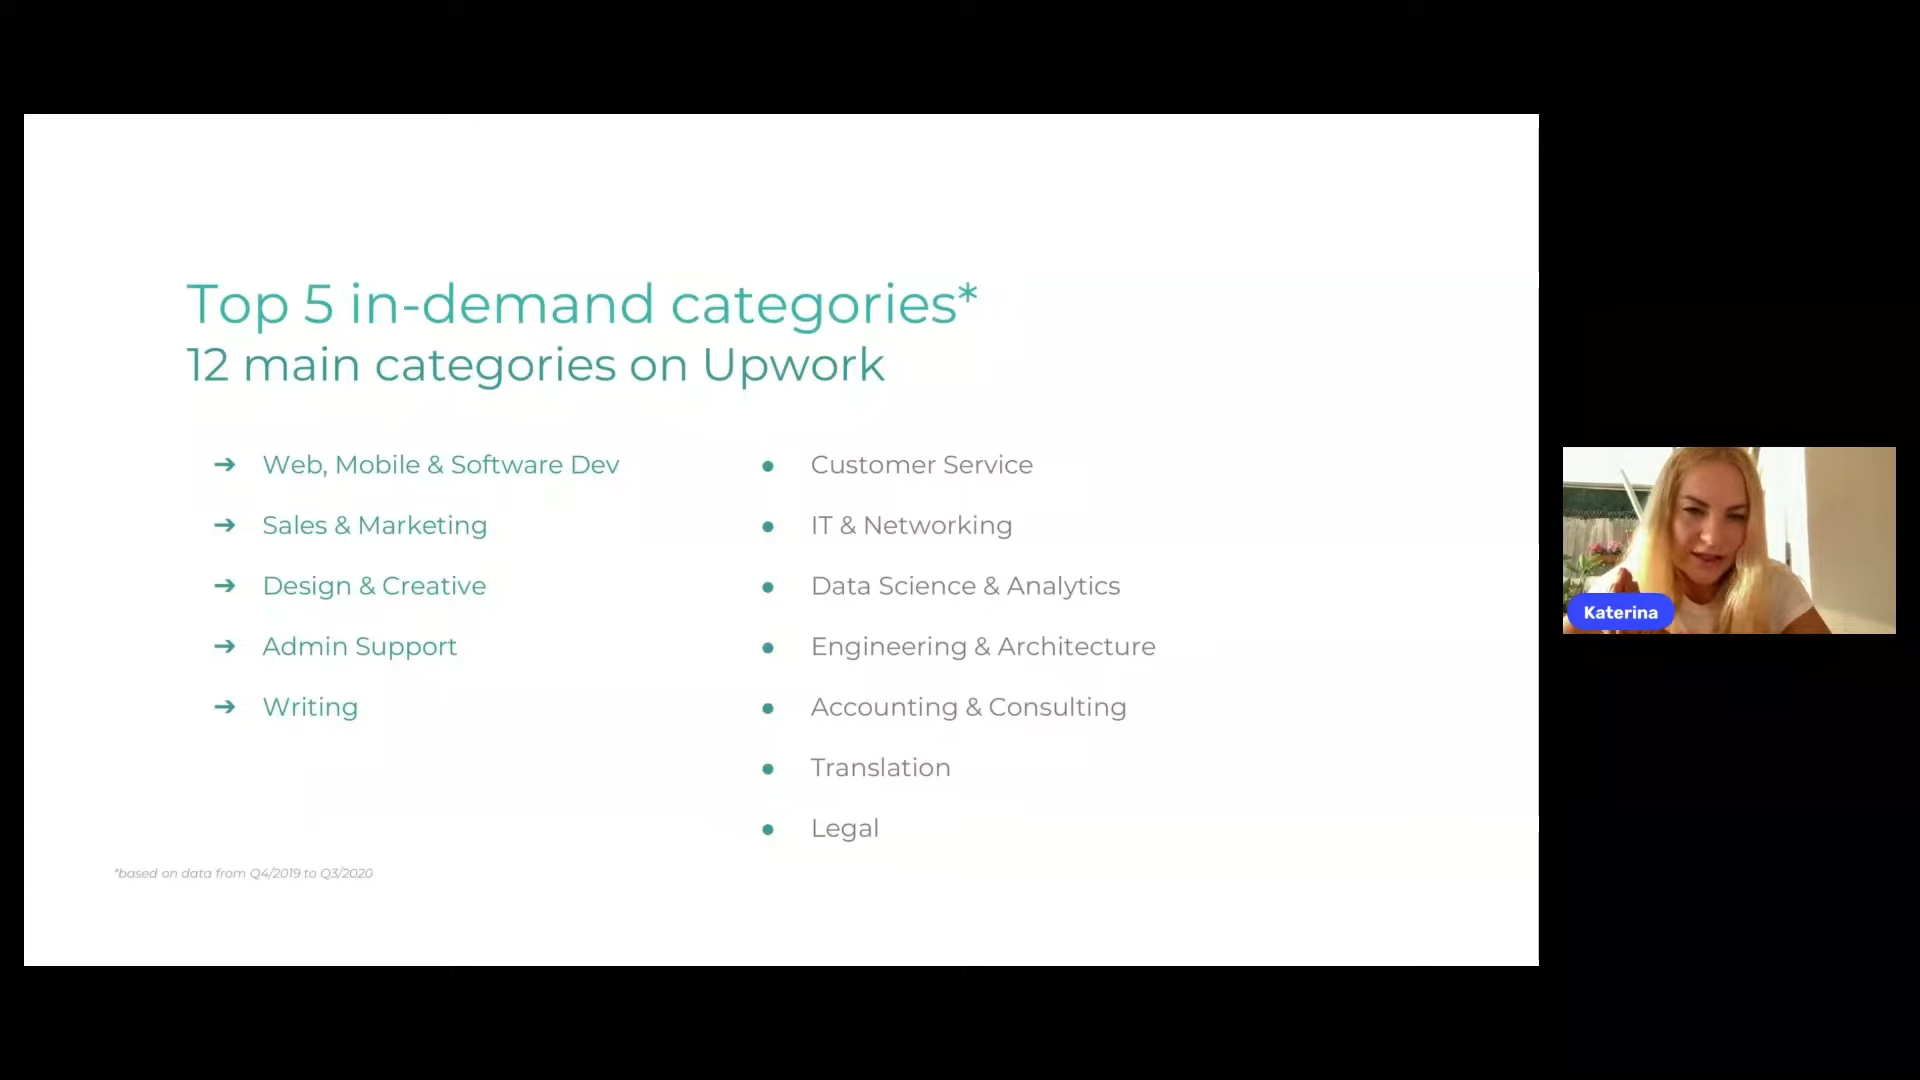 Top 5 in-demand categories*
12 main categories on Upwork
➔ Web, Mobile & Software Dev
➔ Sales & Marketing
➔ Design & Creative
➔ Admin Support
➔ Writing
● Customer Service
● IT & Networking
● Data Science & Analytics
● Engineering & Architecture
● Accounting & Consulting
● Translation
● Legal
*based on data from Q4/2019 to Q3/2020
Katerina